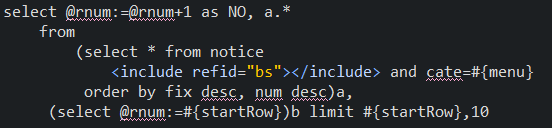 select @rnum:=@rnum+1 as NO, a.*
from
(select * from notice
<include refid="bs"></include> and cate=#{menu}
order by fix desc, num desc)a,
(select @rnum:=#{startRow})b limit #{startRow},10